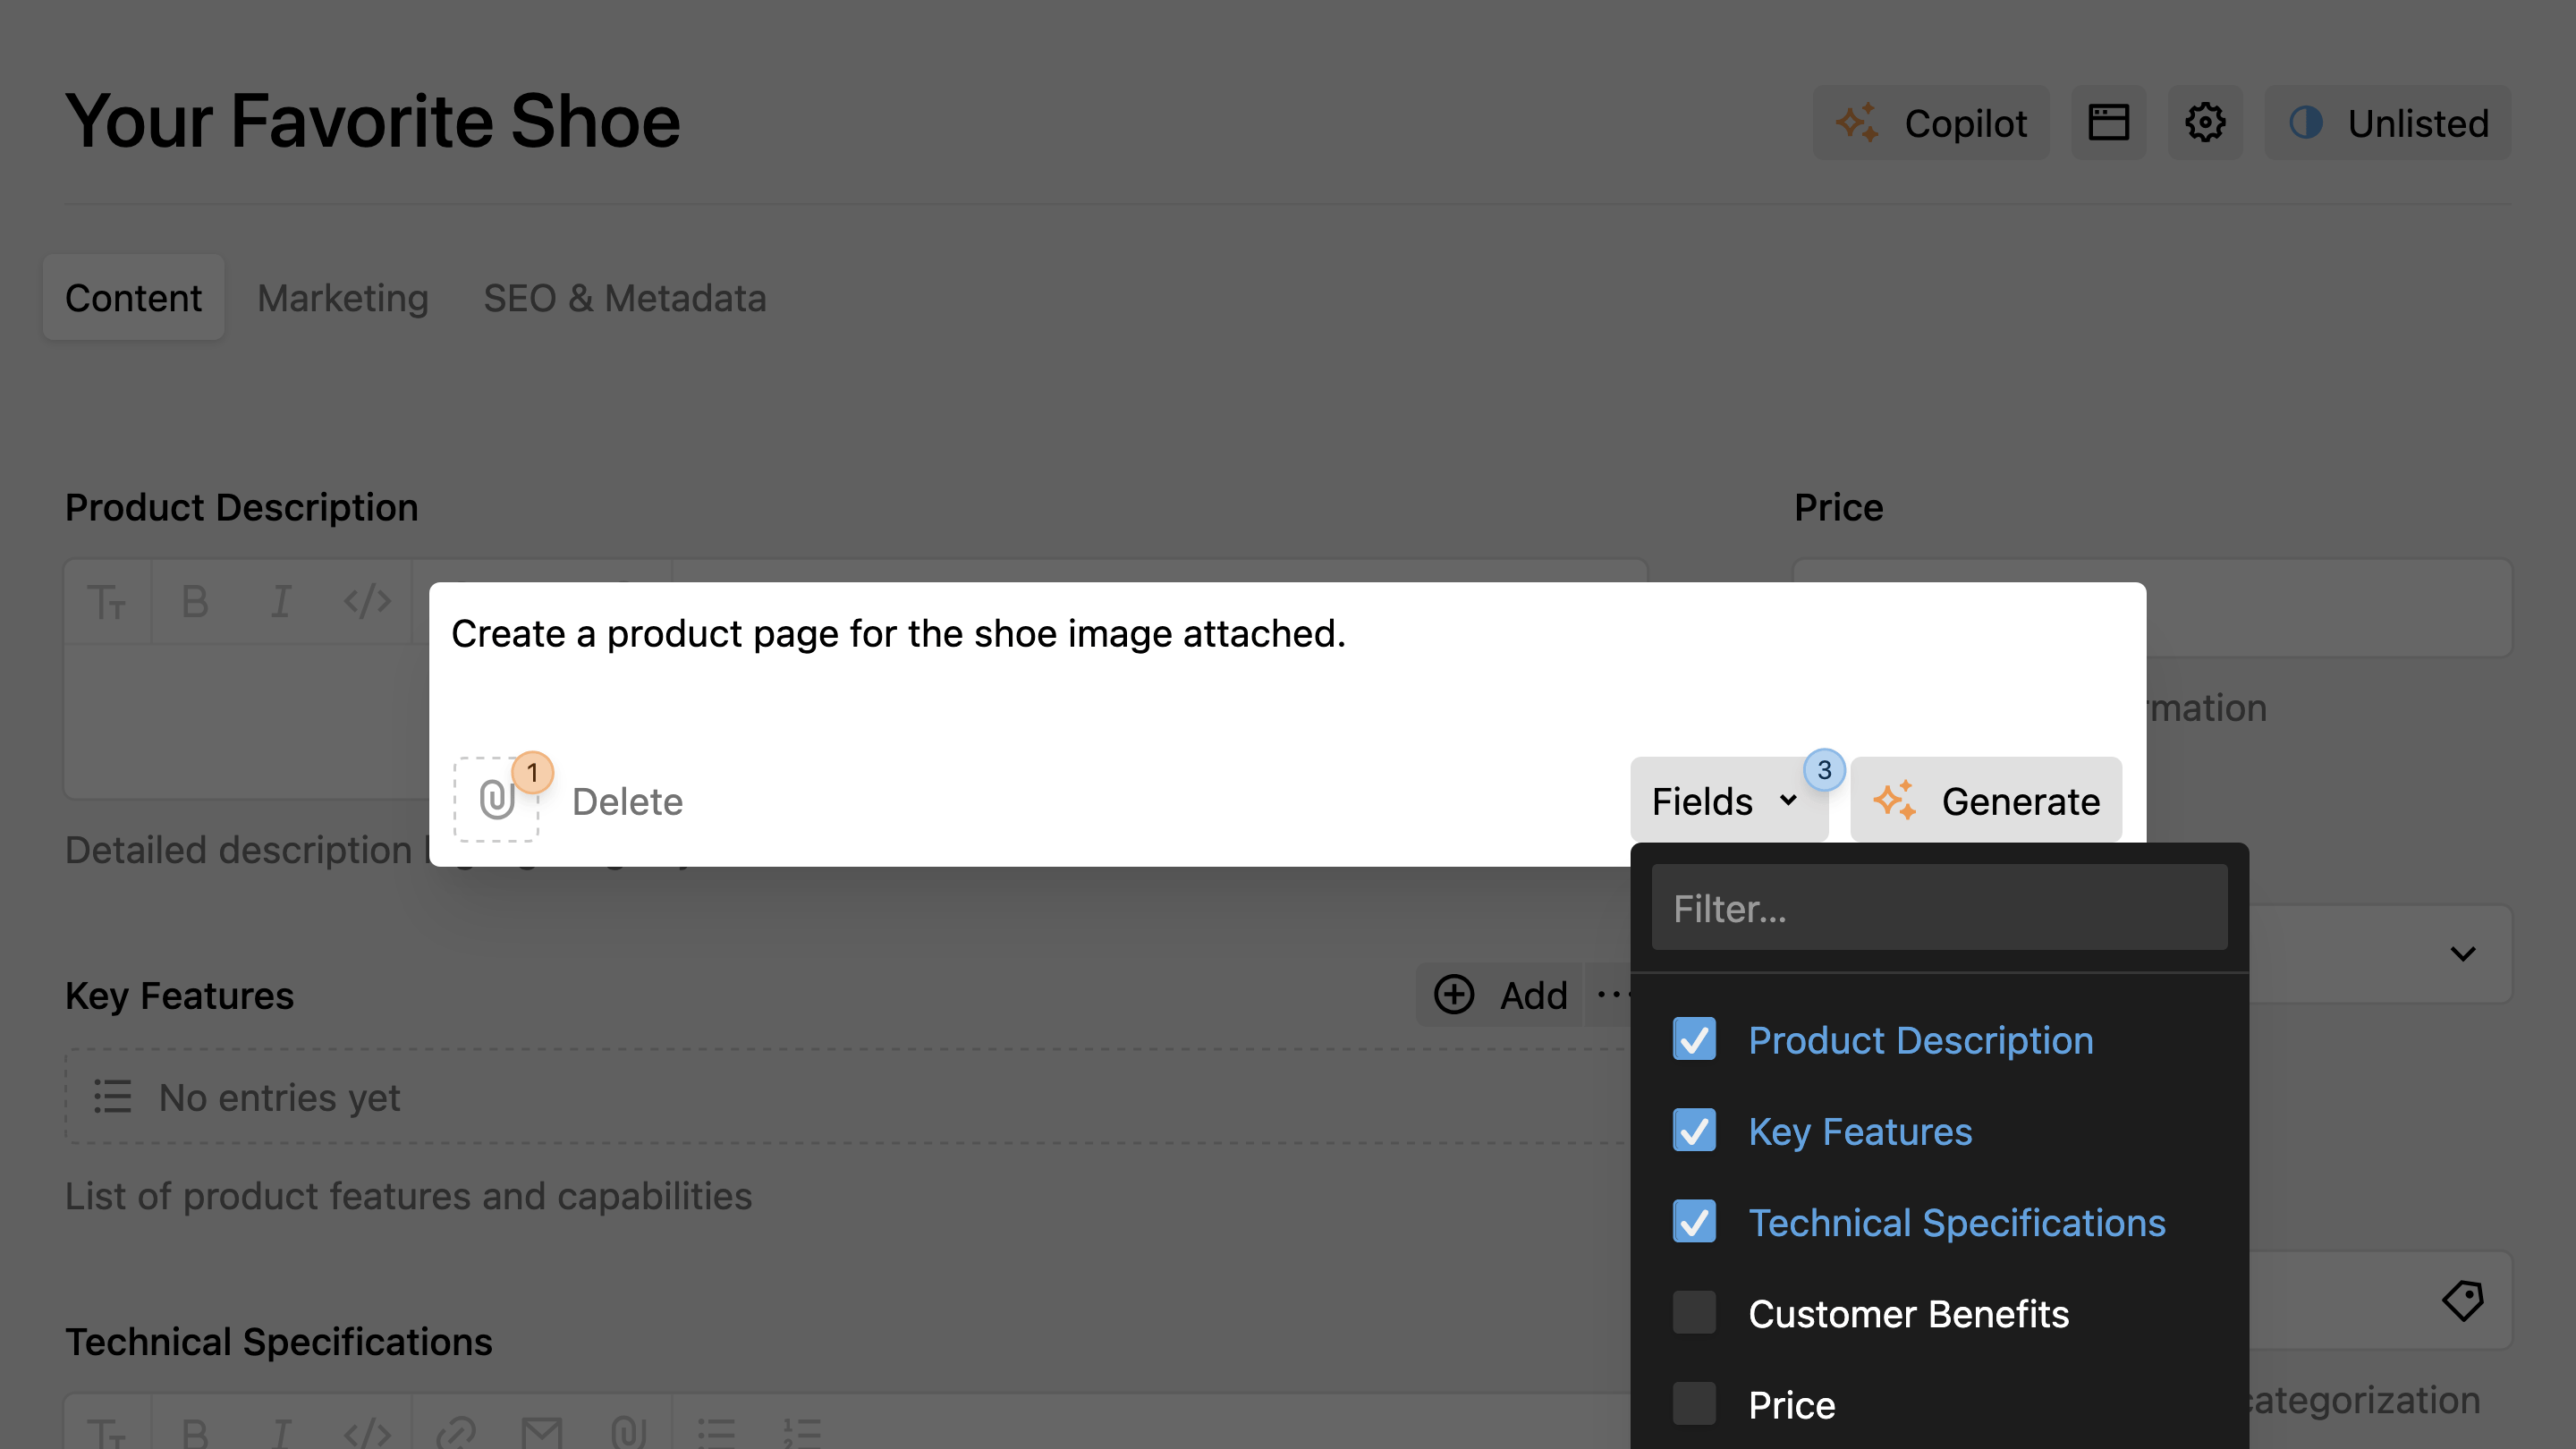 Your Favorite Shoe
Copilot
Unlisted
Content
Marketing
SEO & Metadata
Product Description
Price
B
I
</>
Create a product page for the shoe image attached.
rmation
1
Delete
Fields
3
Generate
Detailed description
Filter...
Key Features
Add
Product Description
No entries yet
Key Features
List of product features and capabilities
Technical Specifications
Customer Benefits
Technical Specifications
Price
categorization
B
I
</>